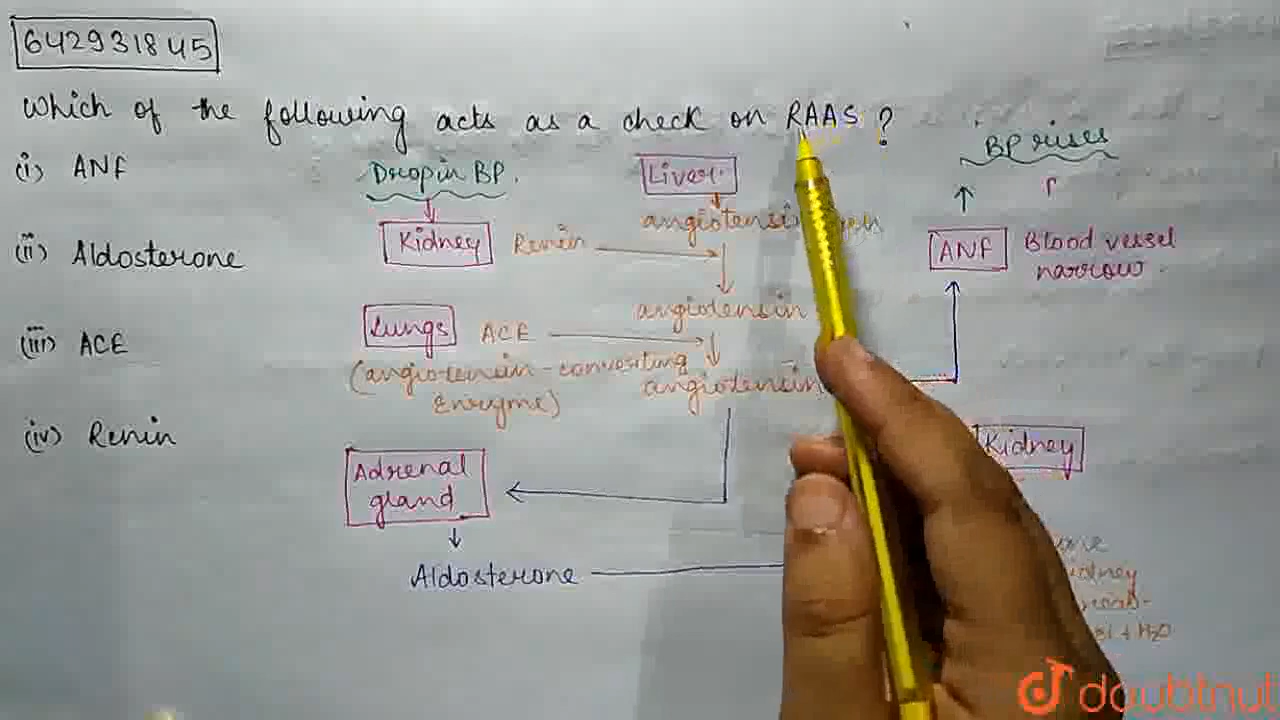 642931845
Which of the following acts as a check on RAAS ?
(i) ANF
(ii) Aldosterone
(iii) ACE
(iv) Renin
Drop in BP.
Kidney
Renin
Liver
Lungs
ACE
(angiotensin-converting
Enzyme)
angiotensin
angiotensin
Adrenal
gland
Aldosterone
BP rises
ANF
Blood vessel
narrow
Kidney
doubtnut